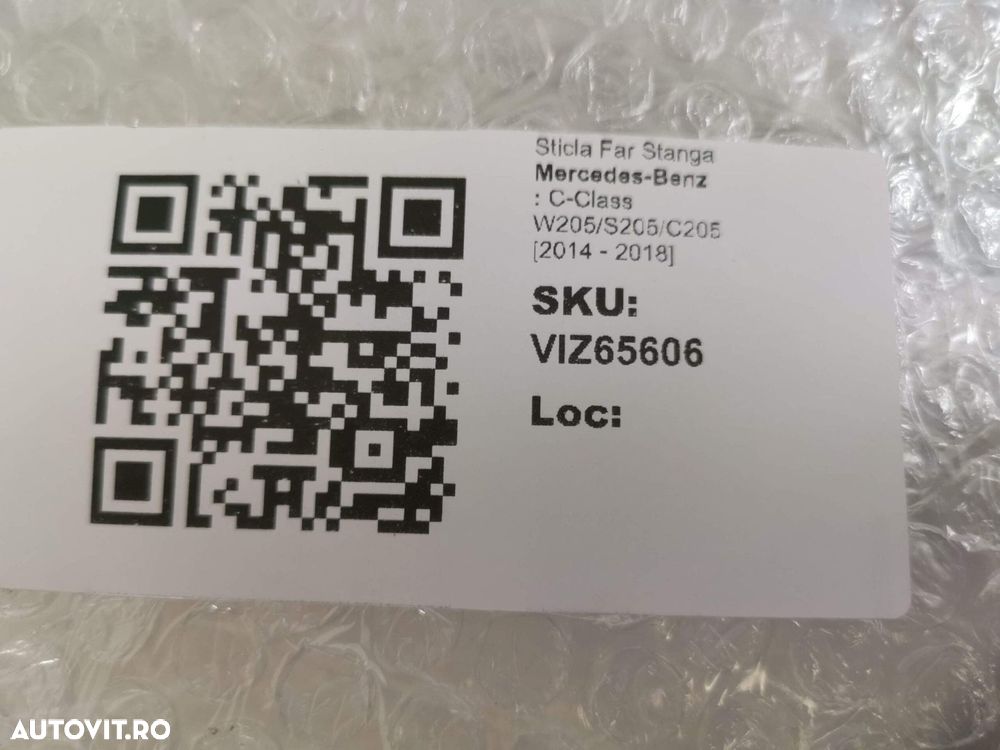 Sticla Far Stanga
Mercedes-Benz
: C-Class
W205/S205/C205
[2014 - 2018]
SKU:
VIZ65606
Loc:
AUTOVIT.RO